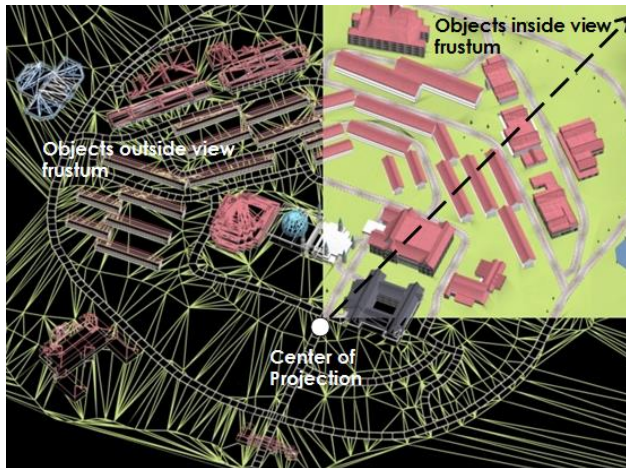 Objects inside view
frustum
Objects outside view
frustum
Center of
Projection